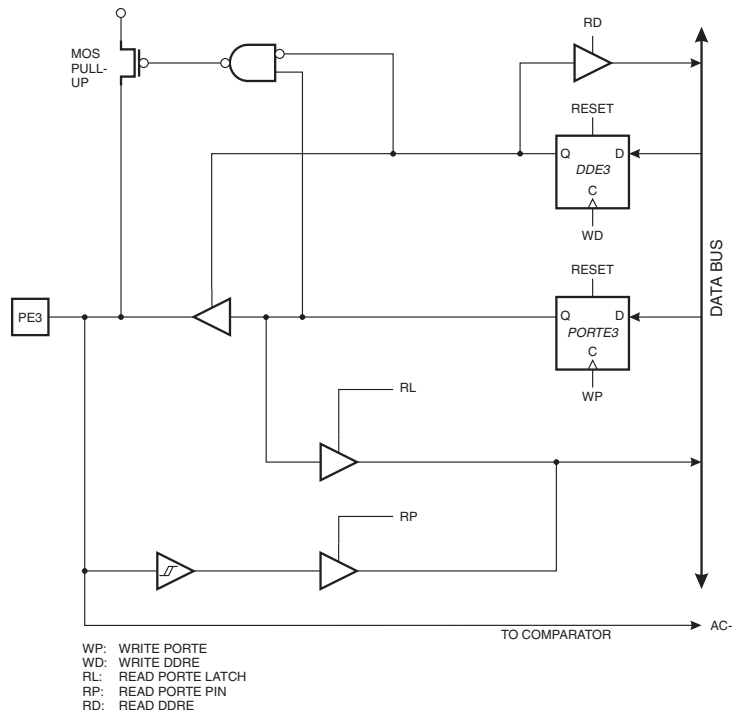 RD
MOS
PULL-
UP
RESET
Q D
DDE3
C
WD
DATA BUS
RESET
PE3
Q D
PORTE3
C
WP
RL
RP
TO COMPARATOR
AC-
WP: WRITE PORTE
WD: WRITE DDRE
RL: READ PORTE LATCH
RP: READ PORTE PIN
RD: READ DDRE